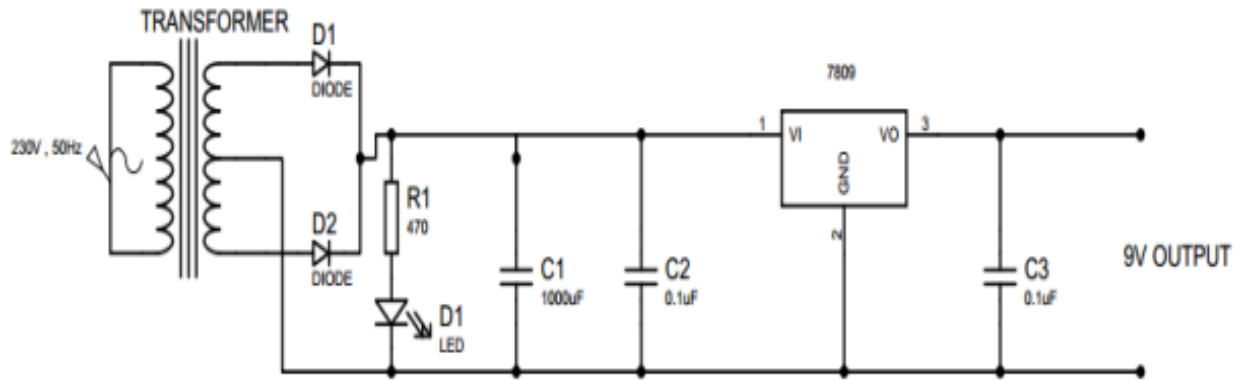 TRANSFORMER
D1
DIODE
230V , 50Hz
D2
DIODE
R1
470
D1
LED
C1
1000uF
C2
0.1uF
7809
1
VI
VO
3
GND
2
C3
0.1uF
9V OUTPUT